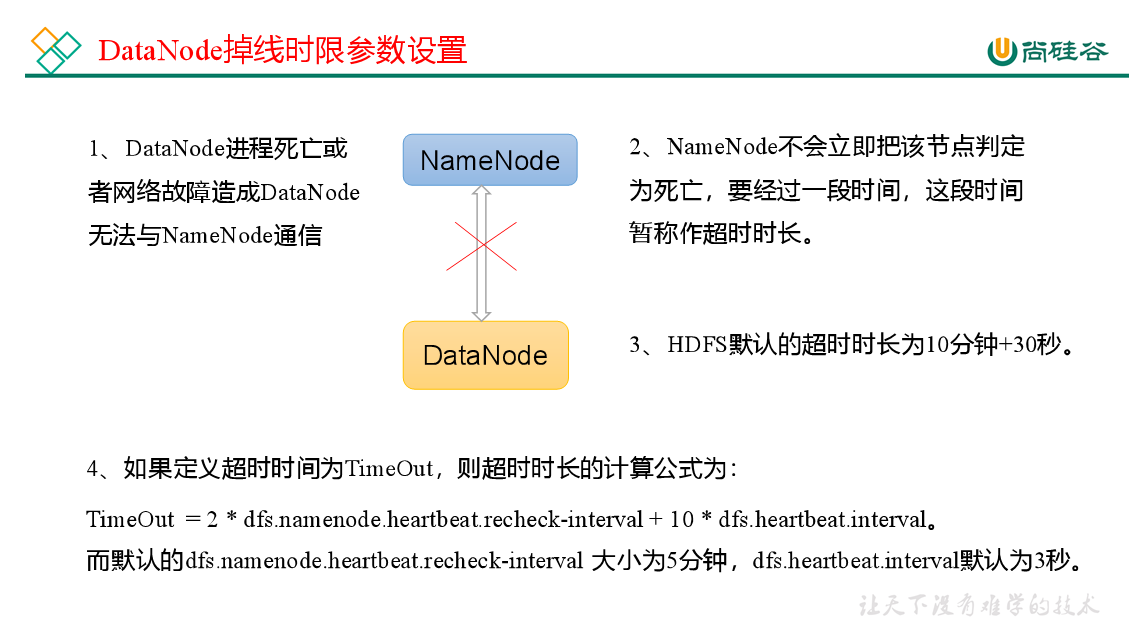 DataNode掉线时限参数设置
尚硅谷
1、DataNode进程死亡或
者网络故障造成DataNode
无法与NameNode通信
NameNode
DataNode
2、NameNode不会立即把该节点判定
为死亡，要经过一段时间，这段时间
暂称作超时时长。
3、HDFS默认的超时时长为10分钟+30秒。
4、如果定义超时时间为TimeOut，则超时时长的计算公式为：
TimeOut = 2 * dfs.namenode.heartbeat.recheck-interval + 10 * dfs.heartbeat.interval。
而默认的dfs.namenode.heartbeat.recheck-interval 大小为5分钟，dfs.heartbeat.interval默认为3秒。
让天下没有难学的技术